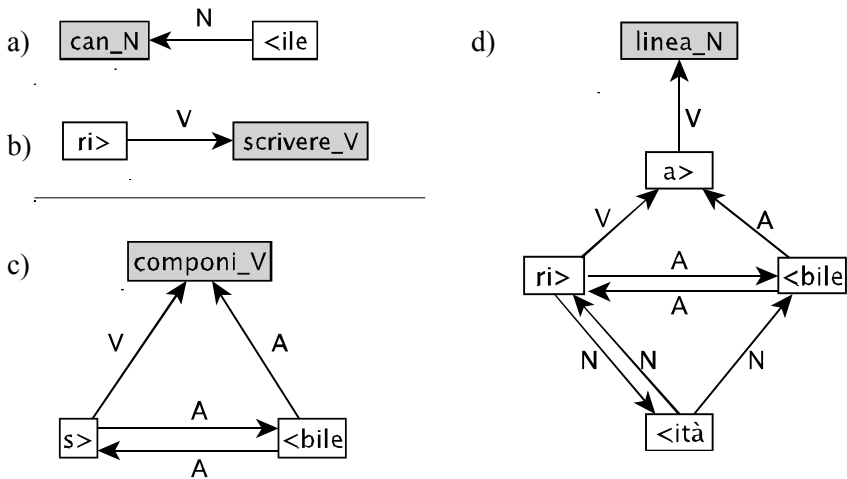 a) can_N N <ile
b) ri> V scrivere_V
c) componi_V
V A
s> A <bile
A
d) linea_N
V
a>
V A
ri> A <bile
A
N N N
<ità